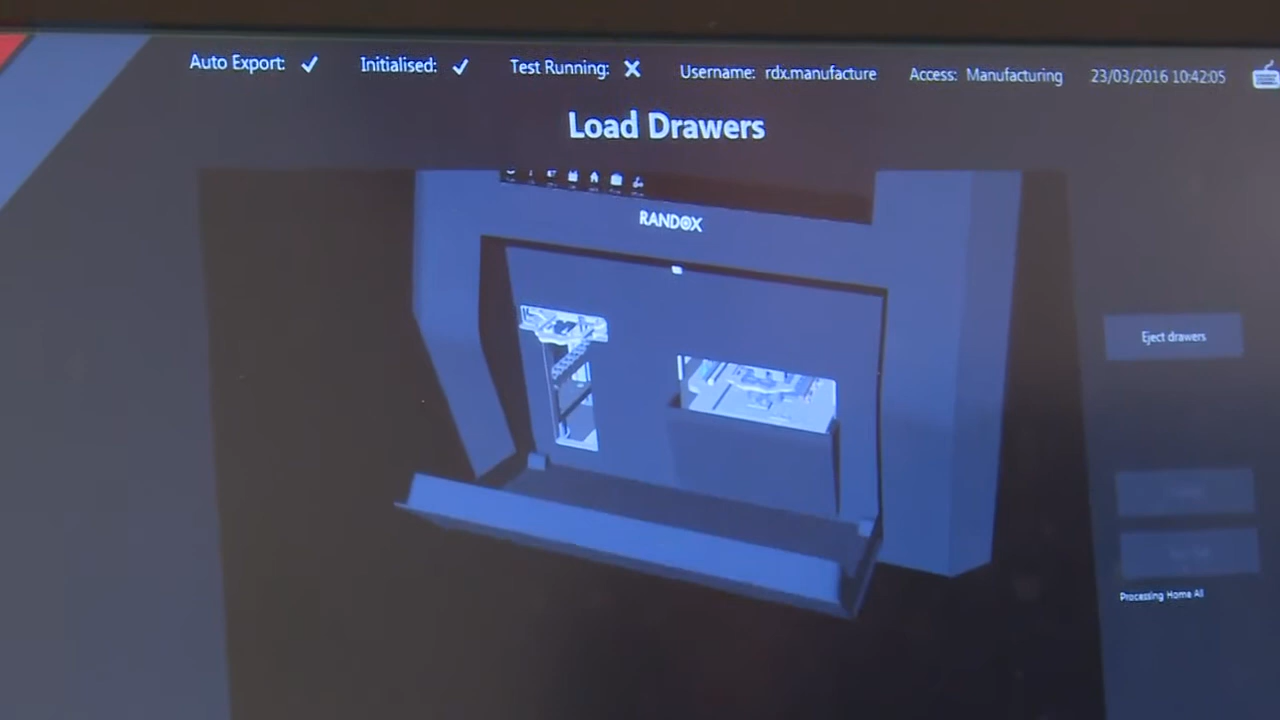 Auto Export: ✓ Initialised: ✓ Test Running: ✕ Username: rdx.manufacture Access: Manufacturing 23/03/2016 10:42:05
Load Drawers
RANDOX
Eject drawers
Processing Home All